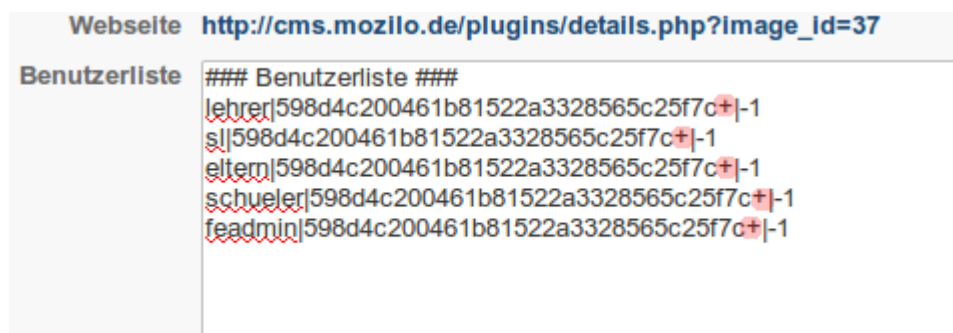 Webseite http://cms.mozilo.de/plugins/details.php?image_id=37
Benutzerliste ### Benutzerliste ###
lehrer|598d4c200461b81522a3328565c25f7c+|-1
sl|598d4c200461b81522a3328565c25f7c+|-1
eltern|598d4c200461b81522a3328565c25f7c+|-1
schueler|598d4c200461b81522a3328565c25f7c+|-1
feadmin|598d4c200461b81522a3328565c25f7c+|-1